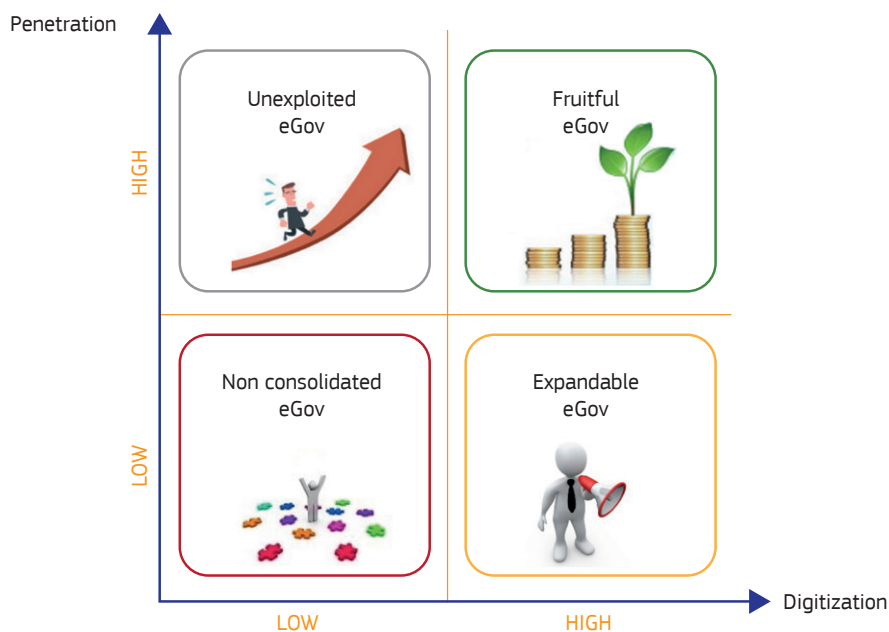 Penetration
HIGH
Unexploited
eGov
Fruitful
eGov
LOW
Non consolidated
eGov
Expandable
eGov
Digitization
LOW
HIGH